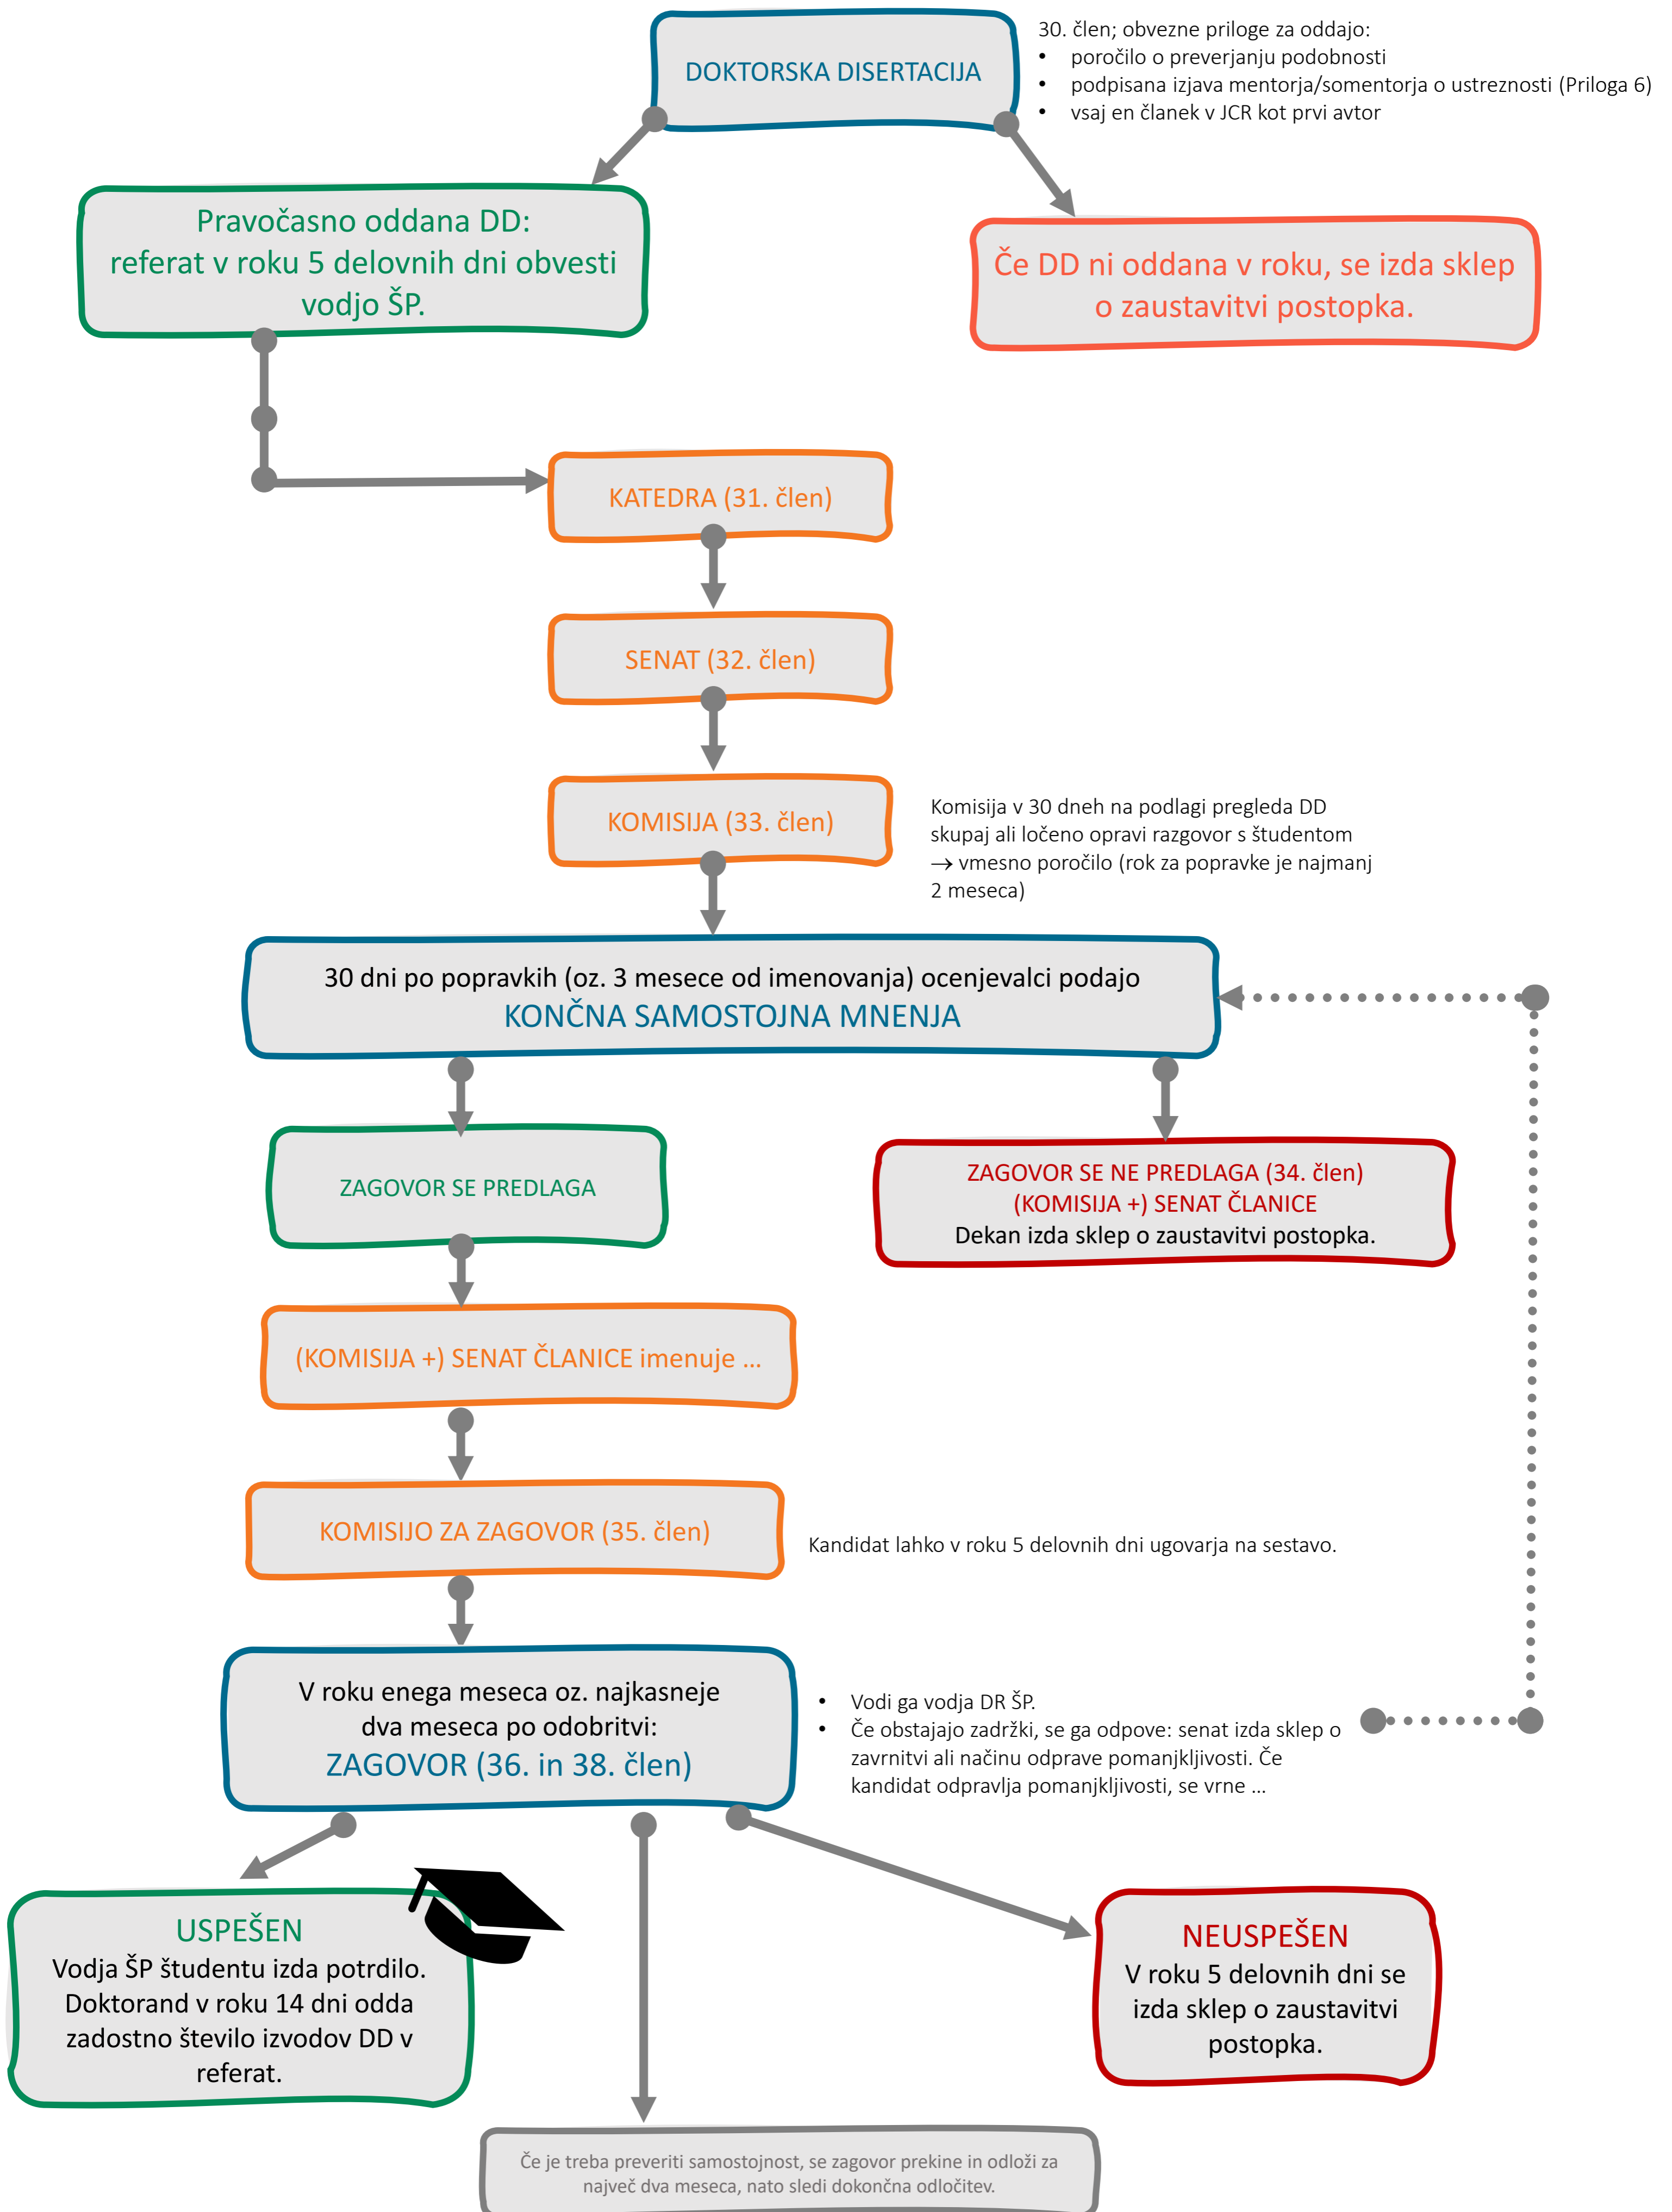 DOKTORSKA DISERTACIJA
30. člen; obvezne priloge za oddajo:
• poročilo o preverjanju podobnosti
• podpisana izjava mentorja/somentorja o ustreznosti (Priloga 6)
• vsaj en članek v JCR kot prvi avtor
Pravočasno oddana DD:
referat v roku 5 delovnih dni obvesti
vodjo ŠP.
Če DD ni oddana v roku, se izda sklep
o zaustavitvi postopka.
KATEDRA (31. člen)
SENAT (32. člen)
KOMISIJA (33. člen)
Komisija v 30 dneh na podlagi pregleda DD
skupaj ali ločeno opravi razgovor s študentom
→ vmesno poročilo (rok za popravke je najmanj
2 meseca)
30 dni po popravkih (oz. 3 mesece od imenovanja) ocenjevalci podajo
KONČNA SAMOSTOJNA MNENJA
ZAGOVOR SE PREDLAGA
ZAGOVOR SE NE PREDLAGA (34. člen)
(KOMISIJA +) SENAT ČLANICE
Dekan izda sklep o zaustavitvi postopka.
(KOMISIJA +) SENAT ČLANICE imenuje ...
KOMISIJO ZA ZAGOVOR (35. člen)
Kandidat lahko v roku 5 delovnih dni ugovarja na sestavo.
V roku enega meseca oz. najkasneje
dva meseca po odobritvi:
ZAGOVOR (36. in 38. člen)
• Vodi ga vodja DR ŠP.
• Če obstajajo zadržki, se ga odpove: senat izda sklep o
zavrnitvi ali načinu odprave pomanjkljivosti. Če
kandidat odpravlja pomanjkljivosti, se vrne ...
USPEŠEN
Vodja ŠP študentu izda potrdilo.
Doktorand v roku 14 dni odda
zadostno število izvodov DD v
referat.
NEUSPEŠEN
V roku 5 delovnih dni se
izda sklep o zaustavitvi
postopka.
Če je treba preveriti samostojnost, se zagovor prekine in odloži za
največ dva meseca, nato sledi dokončna odločitev.